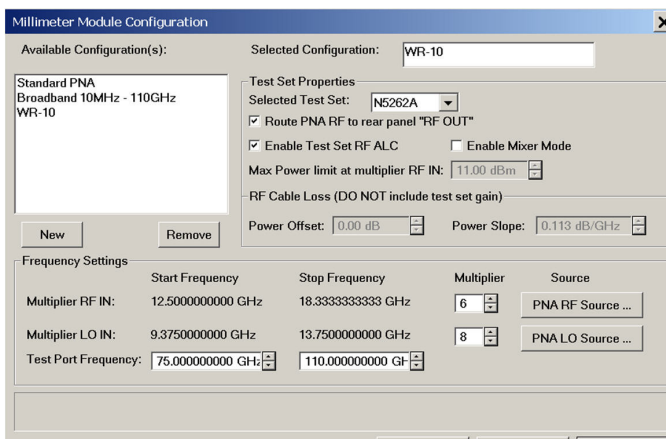 Millimeter Module Configuration
Available Configuration(s):
Selected Configuration: WR-10
Standard PNA
Broadband 10MHz - 110GHz
WR-10
Test Set Properties
Selected Test Set: N5262A
Route PNA RF to rear panel "RF OUT"
Enable Test Set RF ALC Enable Mixer Mode
Max Power limit at multiplier RF IN: 11.00 dBm
RF Cable Loss (DO NOT include test set gain)
Power Offset: 0.00 dB Power Slope: 0.113 dB/GHz
New Remove
Frequency Settings
Start Frequency Stop Frequency Multiplier Source
Multiplier RF IN: 12.5000000000 GHz 18.3333333333 GHz 6 PNA RF Source ...
Multiplier LO IN: 9.3750000000 GHz 13.7500000000 GHz 8 PNA LO Source ...
Test Port Frequency: 75.000000000 GHz 110.000000000 GH